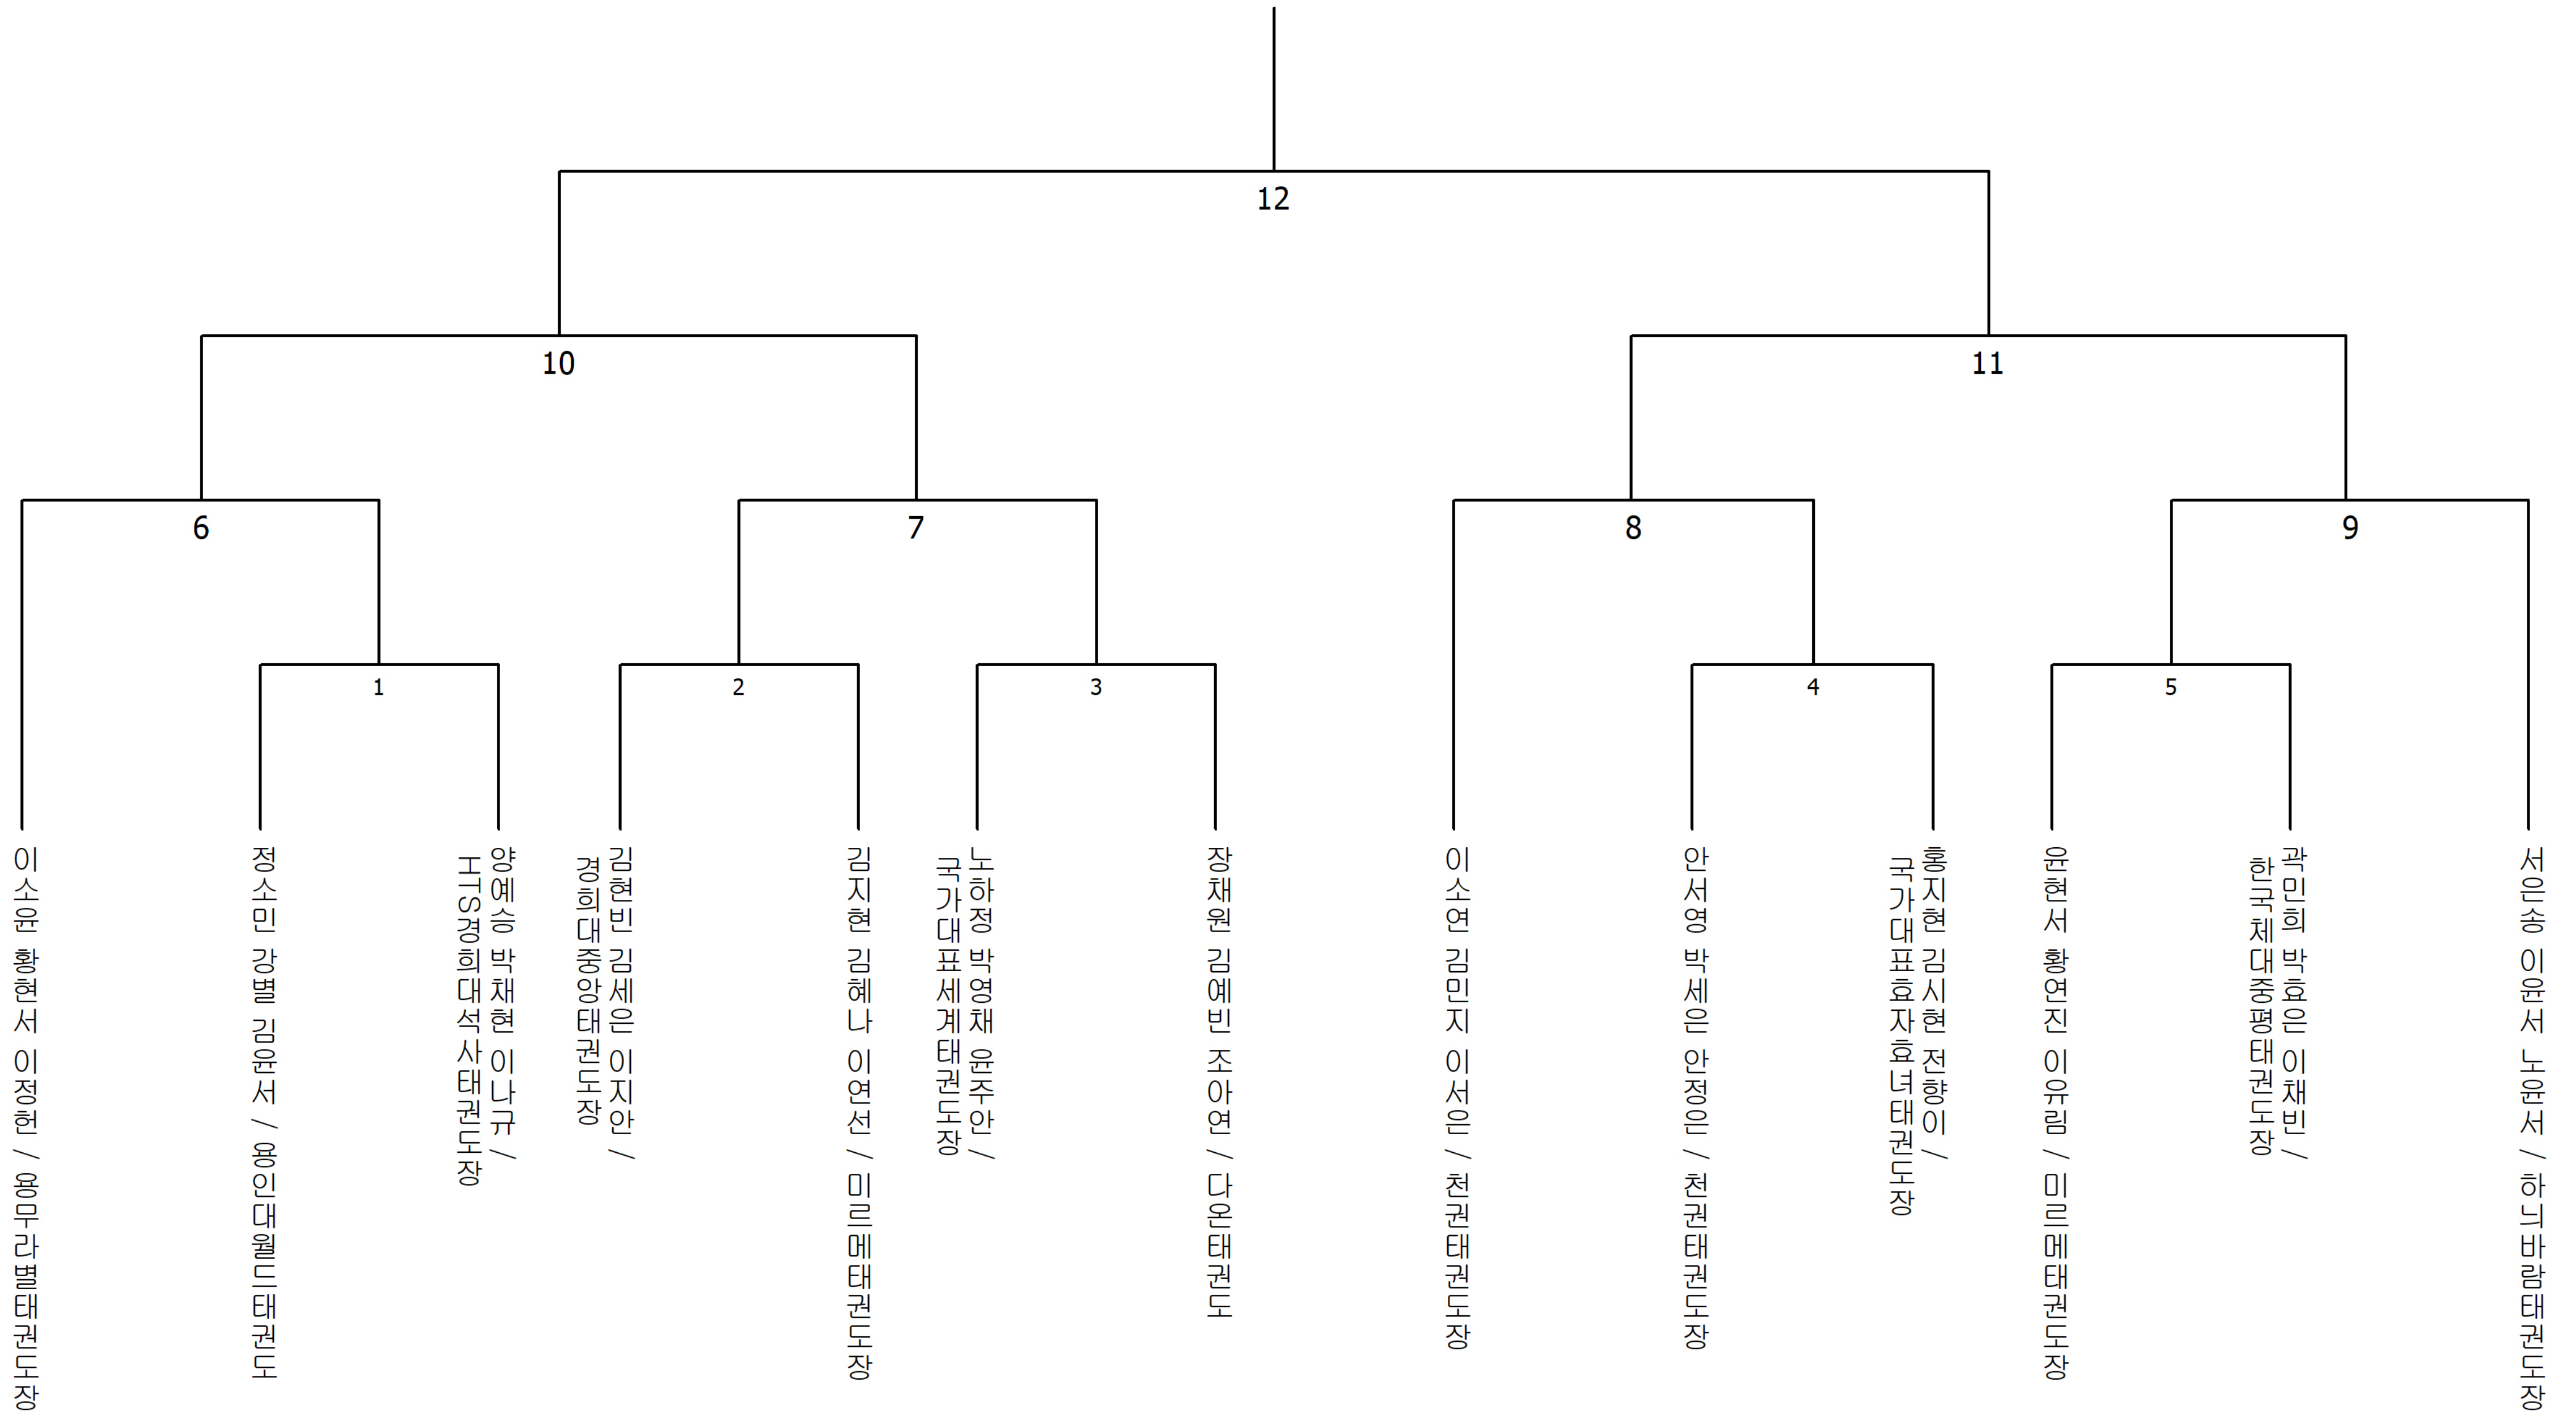 12
10
11
6
7
8
9
1
2
3
4
5
이소윤 황현서 이정헌 / 용무라별태권도장
정소민 강별 김윤서 / 용인대월드태권도
양예승 박채현 이나규 /
HTS경희대석사태권도장
김현빈 김세은 이지안 /
경희대중앙태권도장
김지현 김혜나 이연선 / 미르메태권도장
노하정 박영채 윤주안 /
국가대표세계태권도장
장채원 김예빈 조아연 / 다온태권도
이소연 김민지 이서은 / 천권태권도장
안서영 박세은 안정은 / 천권태권도장
홍지현 김시현 전향이 /
국가대표효자효녀태권도장
윤현서 황연진 이유림 / 미르메태권도장
곽민희 박효은 이채빈 /
한국체대중평태권도장
서은송 이윤서 노윤서 / 하늬바람태권도장